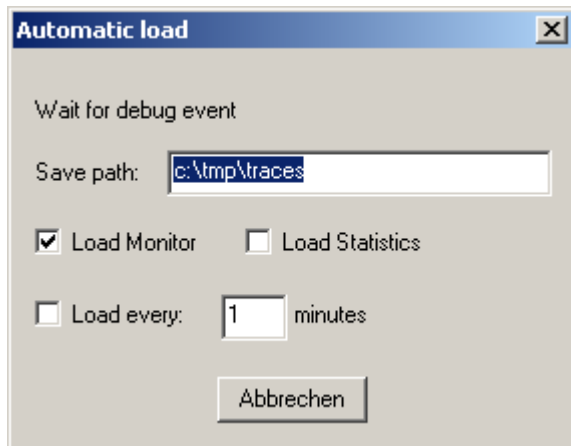 Automatic load
Wait for debug event
Save path: c:\tmp\traces
Load Monitor Load Statistics
Load every: 1 minutes
Abbrechen